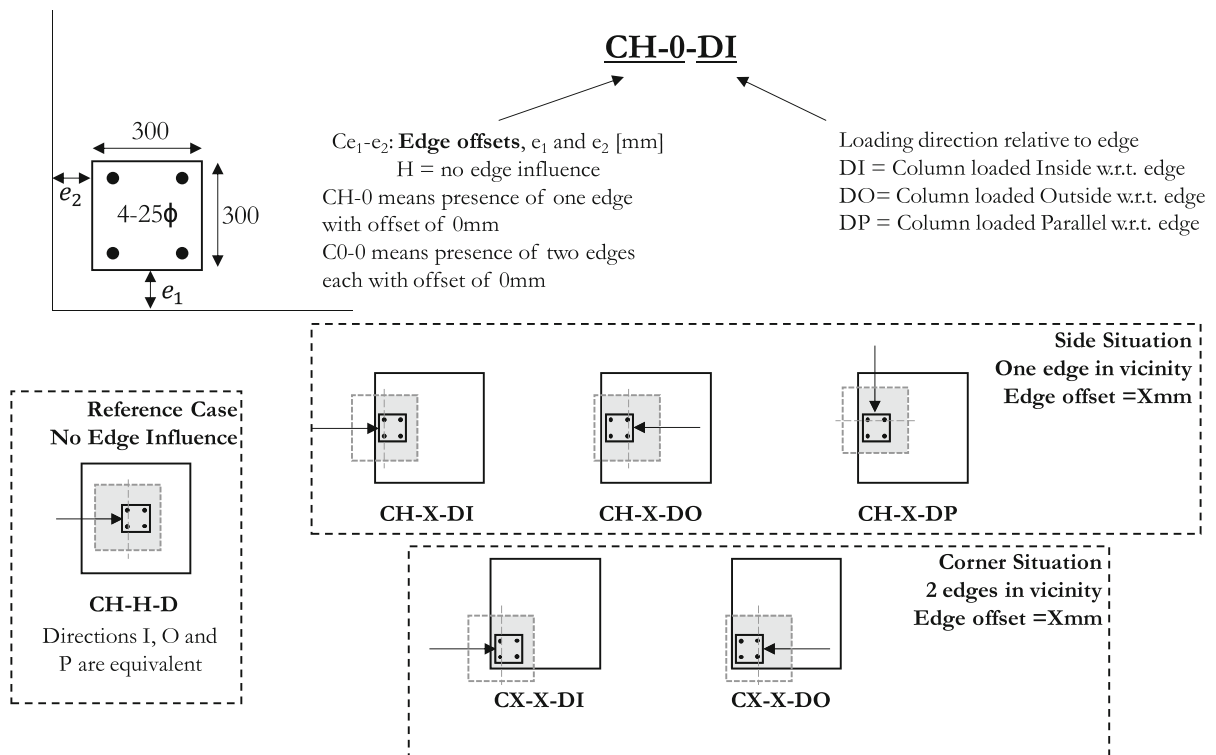 CH-0-DI
300
e2
4-25ϕ
300
e1
Ce1-e2: Edge offsets, e1 and e2 [mm]
H = no edge influence
CH-0 means presence of one edge
with offset of 0mm
C0-0 means presence of two edges
each with offset of 0mm
Loading direction relative to edge
DI = Column loaded Inside w.r.t. edge
DO= Column loaded Outside w.r.t. edge
DP = Column loaded Parallel w.r.t. edge
Reference Case
No Edge Influence
CH-H-D
Directions I, O and
P are equivalent
Side Situation
One edge in vicinity
Edge offset =Xmm
CH-X-DI
CH-X-DO
CH-X-DP
Corner Situation
2 edges in vicinity
Edge offset =Xmm
CX-X-DI
CX-X-DO